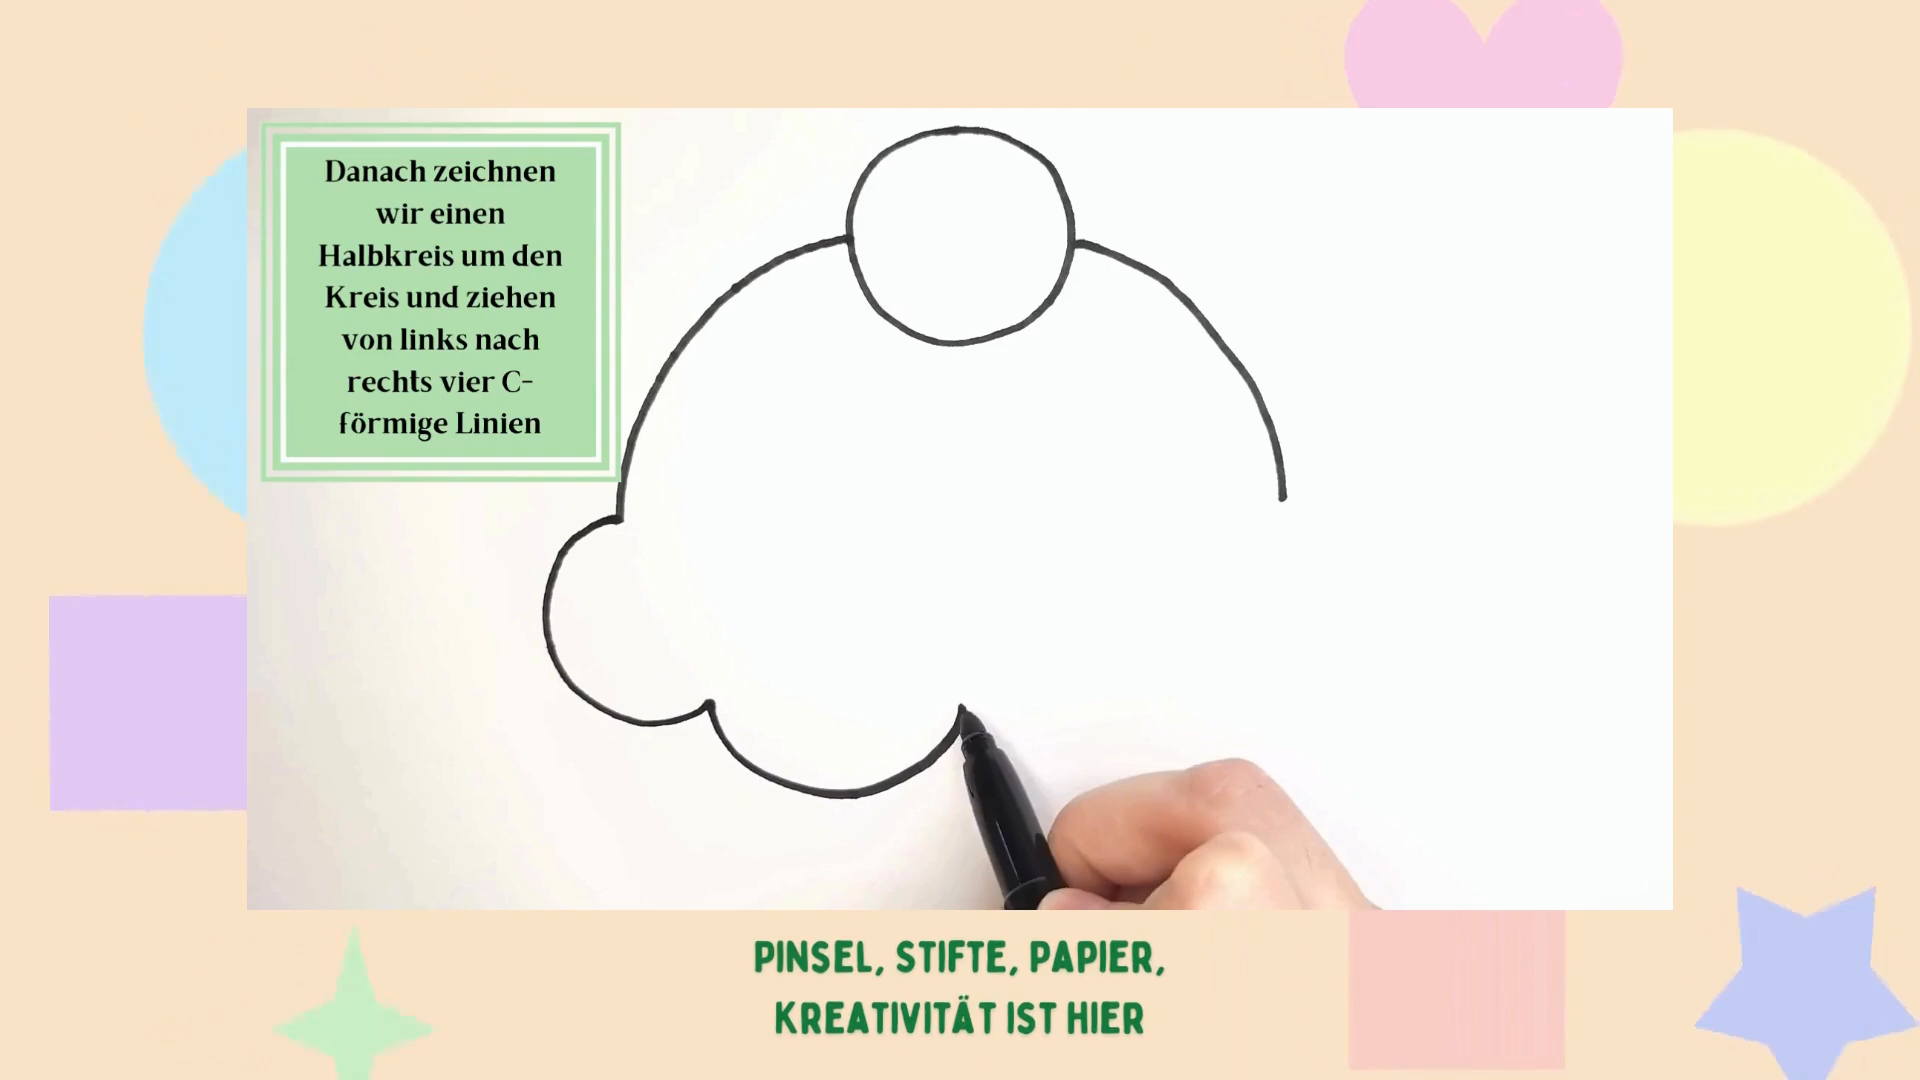 Danach zeichnen
wir einen
Halbkreis um den
Kreis und ziehen
von links nach
rechts vier C-
förmige Linien
PINSEL, STIFTE, PAPIER,
KREATIVITÄT IST HIER